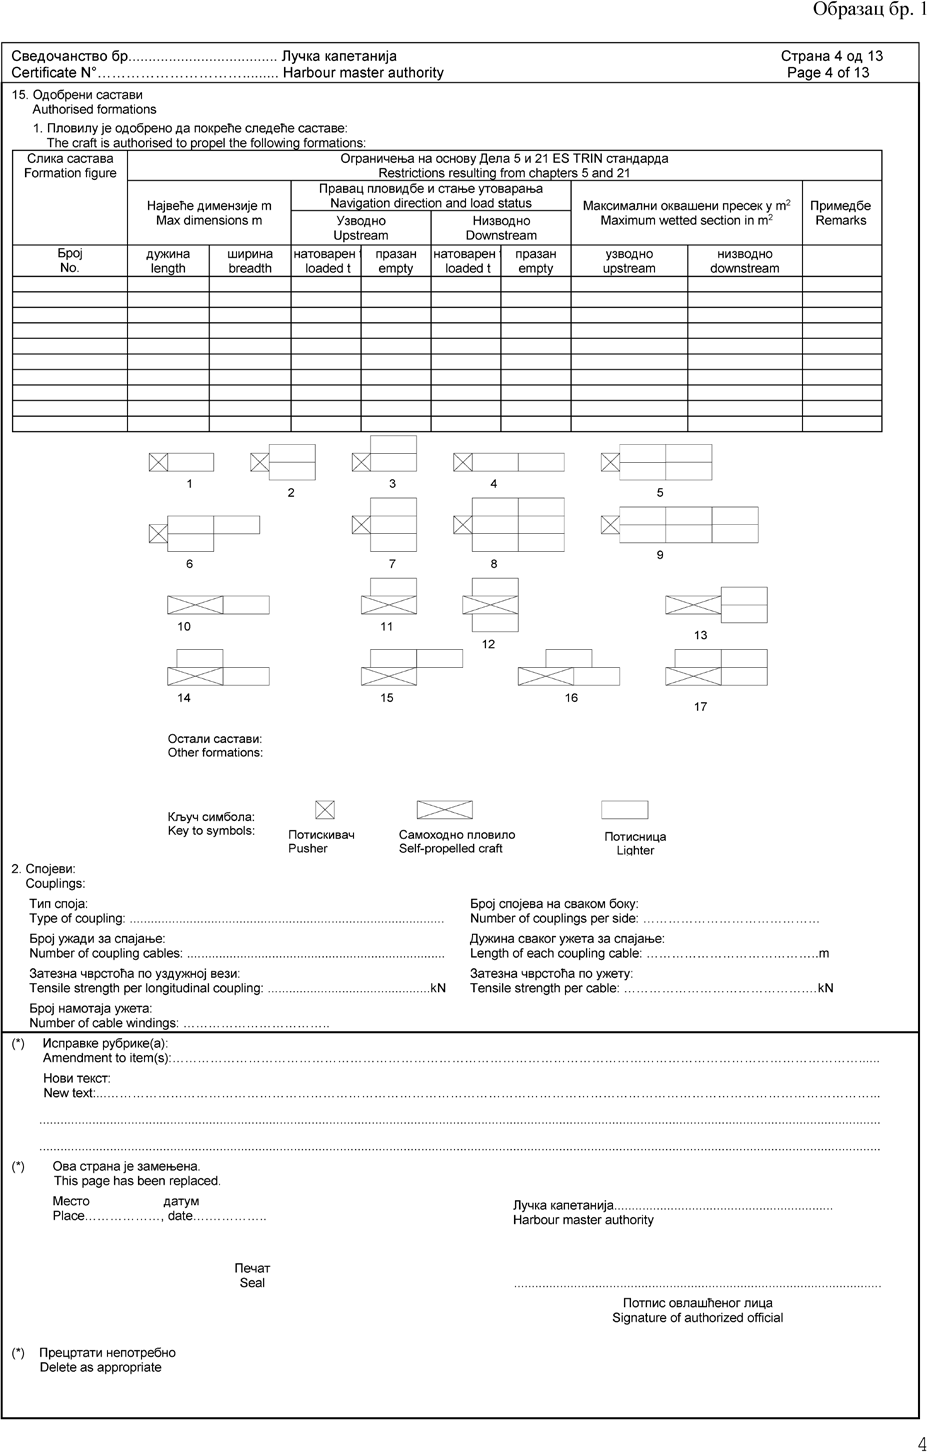 Образац бр. 1
Сведочанство бр..................................... Лучка капетанија Страна 4 од 13
Certificate N°………………………......... Harbour master authority Page 4 of 13
15. Одобрени састави
Authorised formations
1. Пловилу је одобрено да покреће следеће саставе:
The craft is authorised to propel the following formations:
Слика састава
Formation figure
Ограничења на основу Дела 5 и 21 ES TRIN стандарда
Restrictions resulting from chapters 5 and 21
Највеће димензије m
Max dimensions m
Правац пловидбе и стање утоварања
Navigation direction and load status
Узводно
Upstream
Низводно
Downstream
Максимални оквашени пресек у m²
Maximum wetted section in m²
Примедбе
Remarks
Број
No.
дужина
length
ширина
breadth
натоварен t
loaded t
празан
empty
натоварен t
loaded t
празан
empty
узводно
upstream
низводно
downstream
1 2 3 4 5
6 7 8 9
10 11 12 13
14 15 16 17
Остали састави:
Other formations:
Кључ симбола:
Key to symbols:
Потискивач
Pusher
Самоходно пловило
Self-propelled craft
Потисница
Lighter
2. Спојеви:
Couplings:
Тип споја:
Type of coupling: ........................................................................................
Број спојева на сваком боку:
Number of couplings per side: ……………………………………
Број ужади за спајање:
Number of coupling cables: ........................................................................
Дужина сваког ужета за спајање:
Length of each coupling cable: …………………………………..m
Затезна чврстоћа по уздужној вези:
Tensile strength per longitudinal coupling: ..............................................kN
Затезна чврстоћа по ужету:
Tensile strength per cable: ……………………………………….kN
Број намотаја ужета:
Number of cable windings: ……………………………..
(*) Исправке рубрике(а):
Amendment to item(s):……………………………………………………………………………………………………………….....
Нови текст:
New text:..………………………………………………………………………………………………………………………………...
............................................................................................................................................................
............................................................................................................................................................
(*) Ова страна је замењена.
This page has been replaced.
Место датум
Place………………, date……………..
Лучка капетанија..............................................................
Harbour master authority
Печат
Seal
......................................................................................................
Потпис овлашћеног лица
Signature of authorized official
(*) Прецртати непотребно
Delete as appropriate
4